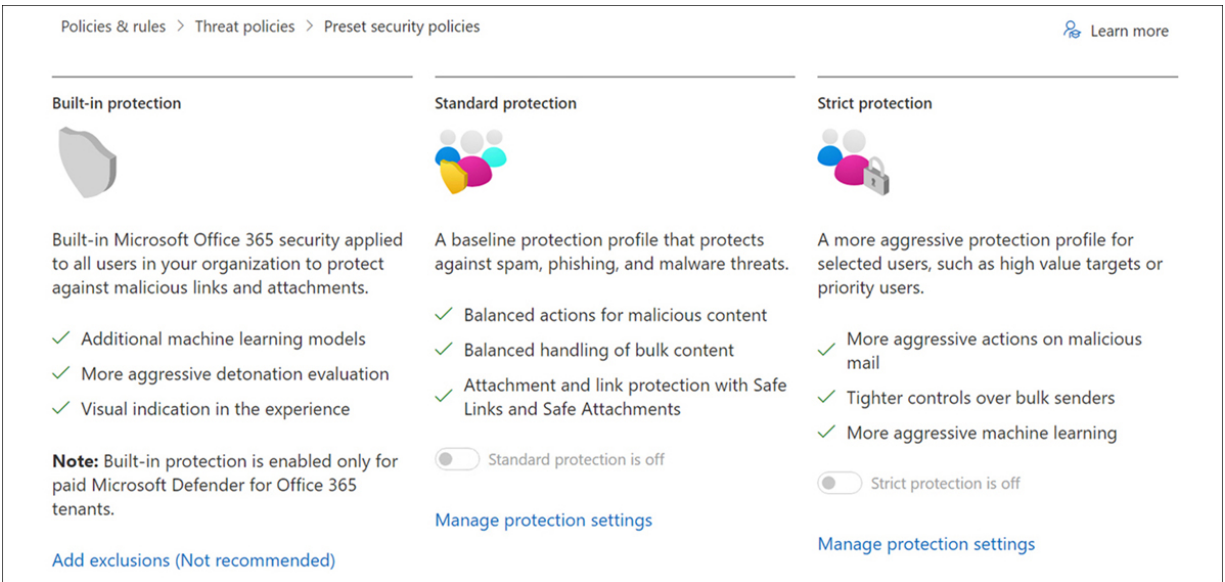 Policies & rules > Threat policies > Preset security policies
Learn more
Built-in protection
Built-in Microsoft Office 365 security applied
to all users in your organization to protect
against malicious links and attachments.
Additional machine learning models
More aggressive detonation evaluation
Visual indication in the experience
Note: Built-in protection is enabled only for
paid Microsoft Defender for Office 365
tenants.
Add exclusions (Not recommended)
Standard protection
A baseline protection profile that protects
against spam, phishing, and malware threats.
Balanced actions for malicious content
Balanced handling of bulk content
Attachment and link protection with Safe
Links and Safe Attachments
Standard protection is off
Manage protection settings
Strict protection
A more aggressive protection profile for
selected users, such as high value targets or
priority users.
More aggressive actions on malicious
mail
Tighter controls over bulk senders
More aggressive machine learning
Strict protection is off
Manage protection settings